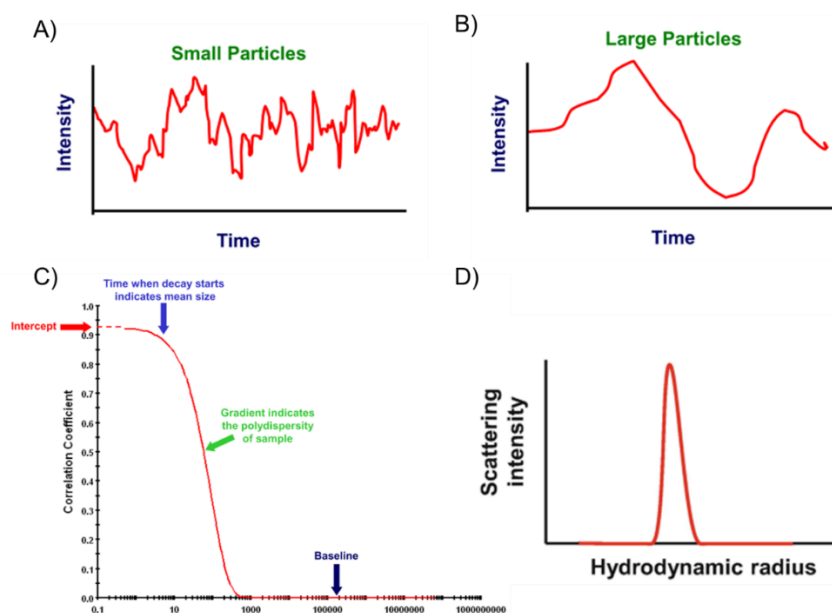 A)
Small Particles
Intensity
Time
B)
Large Particles
Intensity
Time
C)
Time when decay starts
indicates mean size
Intercept
Gradient indicates
the polydispersity
of sample
Baseline
Correlation Coefficient
1.0
0.9
0.8
0.7
0.6
0.5
0.4
0.3
0.2
0.1
0.0
0.1
10
1000
100000
10000000
1000000000
D)
Scattering
intensity
Hydrodynamic radius